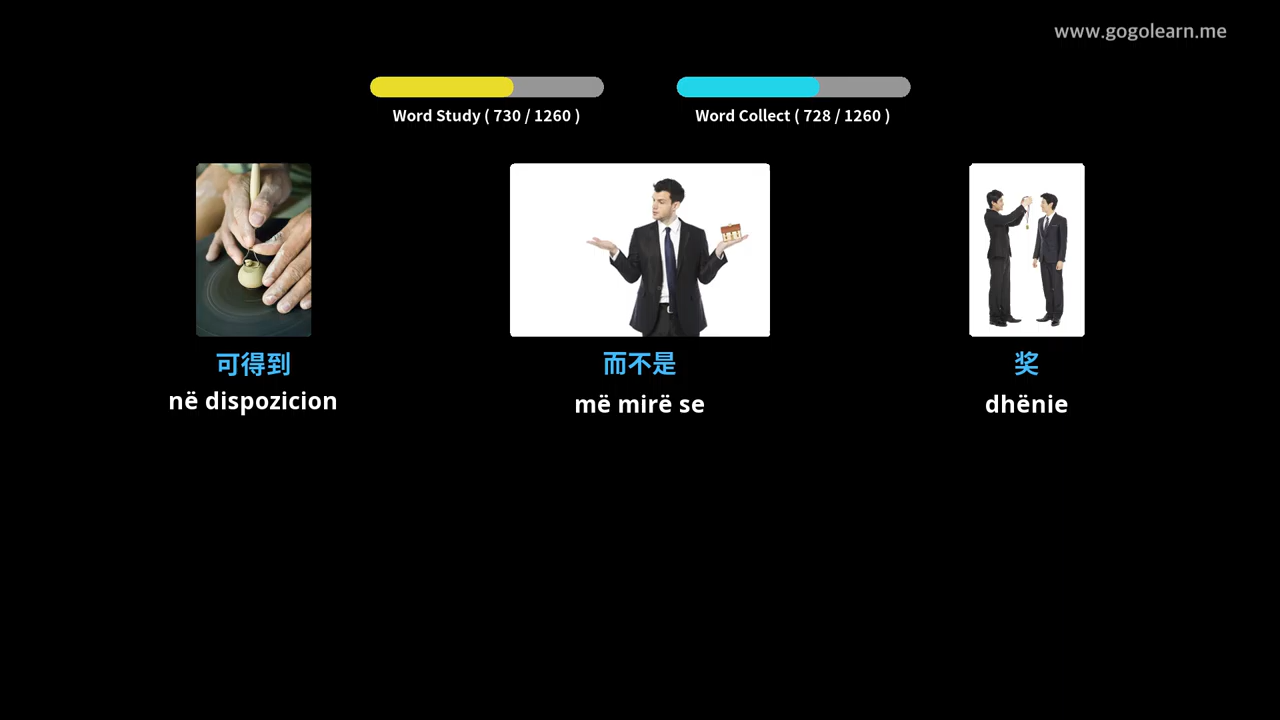 www.gogolearn.me
Word Study ( 730 / 1260 )
Word Collect ( 728 / 1260 )
可得到
而不是
奖
në dispozicion
më mirë se
dhënie